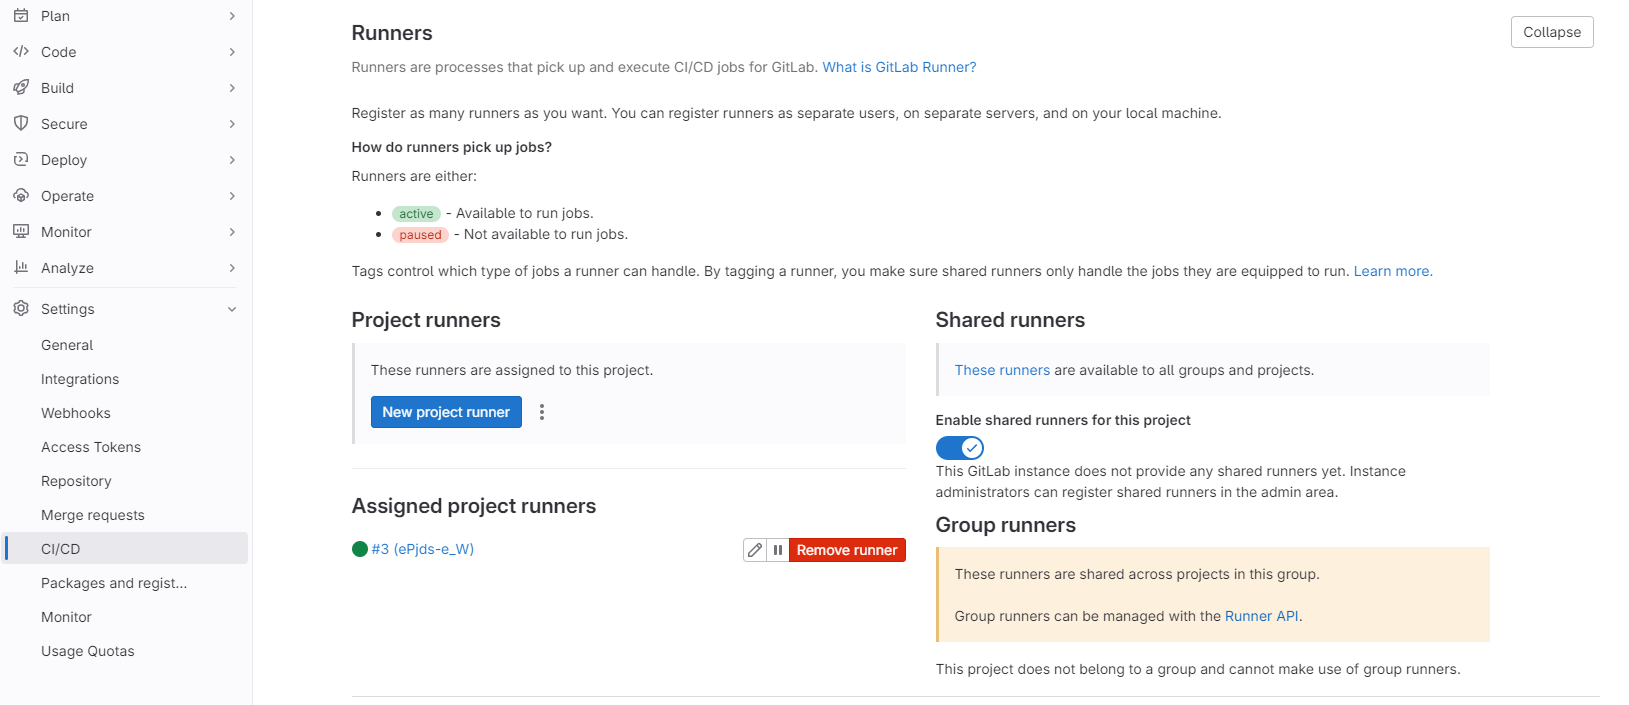 Plan
Code
Build
Secure
Deploy
Operate
Monitor
Analyze
Settings
General
Integrations
Webhooks
Access Tokens
Repository
Merge requests
CI/CD
Packages and regist...
Monitor
Usage Quotas
Runners
Collapse
Runners are processes that pick up and execute CI/CD jobs for GitLab. What is GitLab Runner?
Register as many runners as you want. You can register runners as separate users, on separate servers, and on your local machine.
How do runners pick up jobs?
Runners are either:
active - Available to run jobs.
paused - Not available to run jobs.
Tags control which type of jobs a runner can handle. By tagging a runner, you make sure shared runners only handle the jobs they are equipped to run. Learn more.
Project runners
These runners are assigned to this project.
New project runner
Assigned project runners
#3 (ePjds-e_W)
Remove runner
Shared runners
These runners are available to all groups and projects.
Enable shared runners for this project
This GitLab instance does not provide any shared runners yet. Instance
administrators can register shared runners in the admin area.
Group runners
These runners are shared across projects in this group.
Group runners can be managed with the Runner API.
This project does not belong to a group and cannot make use of group runners.